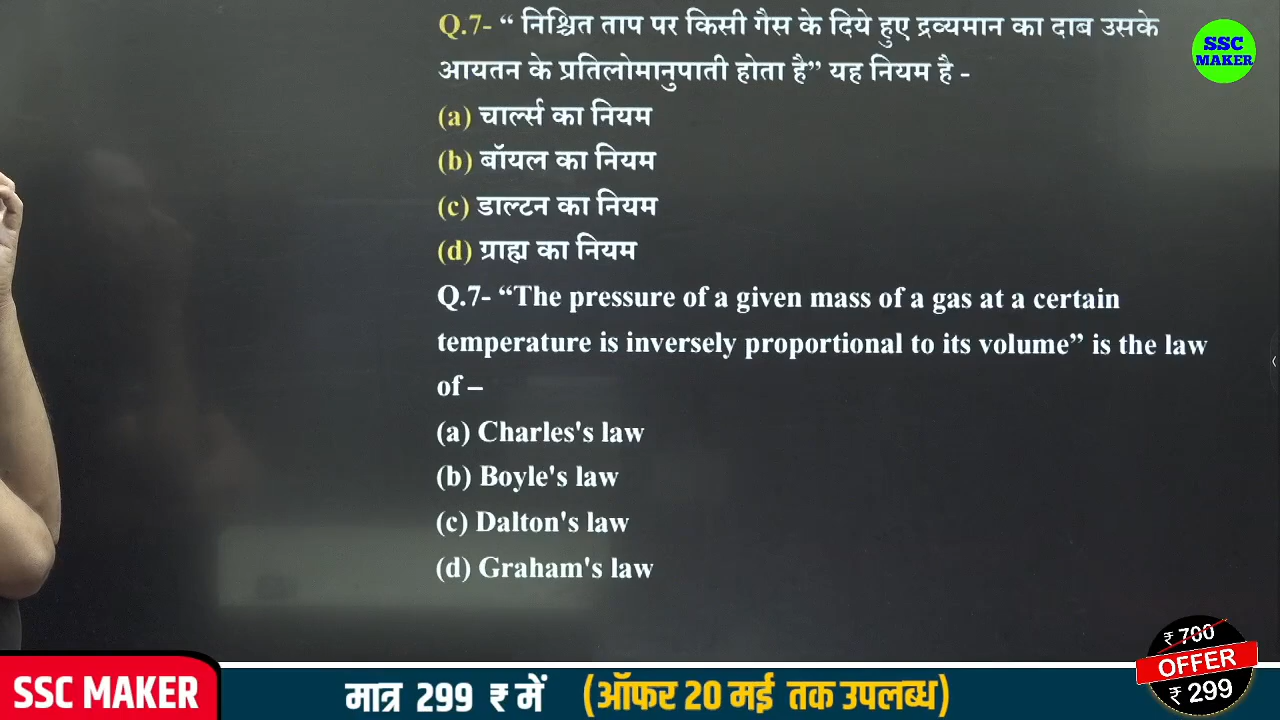 Q.7- “ निश्चित ताप पर किसी गैस के दिये हुए द्रव्यमान का दाब उसके
आयतन के प्रतिलोमानुपाती होता है” यह नियम है -
(a) चार्ल्स का नियम
(b) बॉयल का नियम
(c) डाल्टन का नियम
(d) ग्राह्म का नियम
Q.7- “The pressure of a given mass of a gas at a certain
temperature is inversely proportional to its volume” is the law
of –
(a) Charles's law
(b) Boyle's law
(c) Dalton's law
(d) Graham's law
SSC
MAKER
SSC MAKER
मात्र 299 ₹ में (ऑफर 20 मई तक उपलब्ध)
₹ 700
OFFER
₹ 299